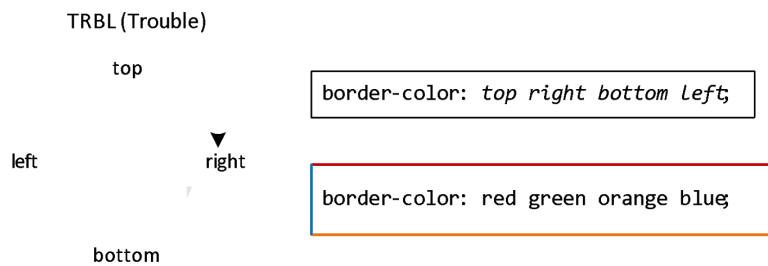 TRBL (Trouble)
top
border-color: top right bottom left;
left
right
border-color: red green orange blue;
bottom